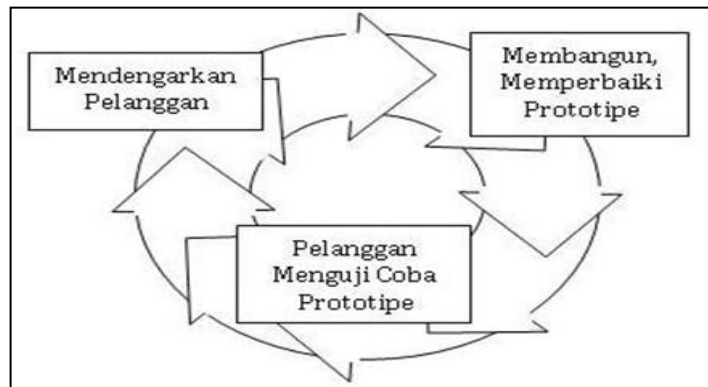 Mendengarkan
Pelanggan
Membangun,
Memperbaiki
Prototipe
Pelanggan
Menguji Coba
Prototipe